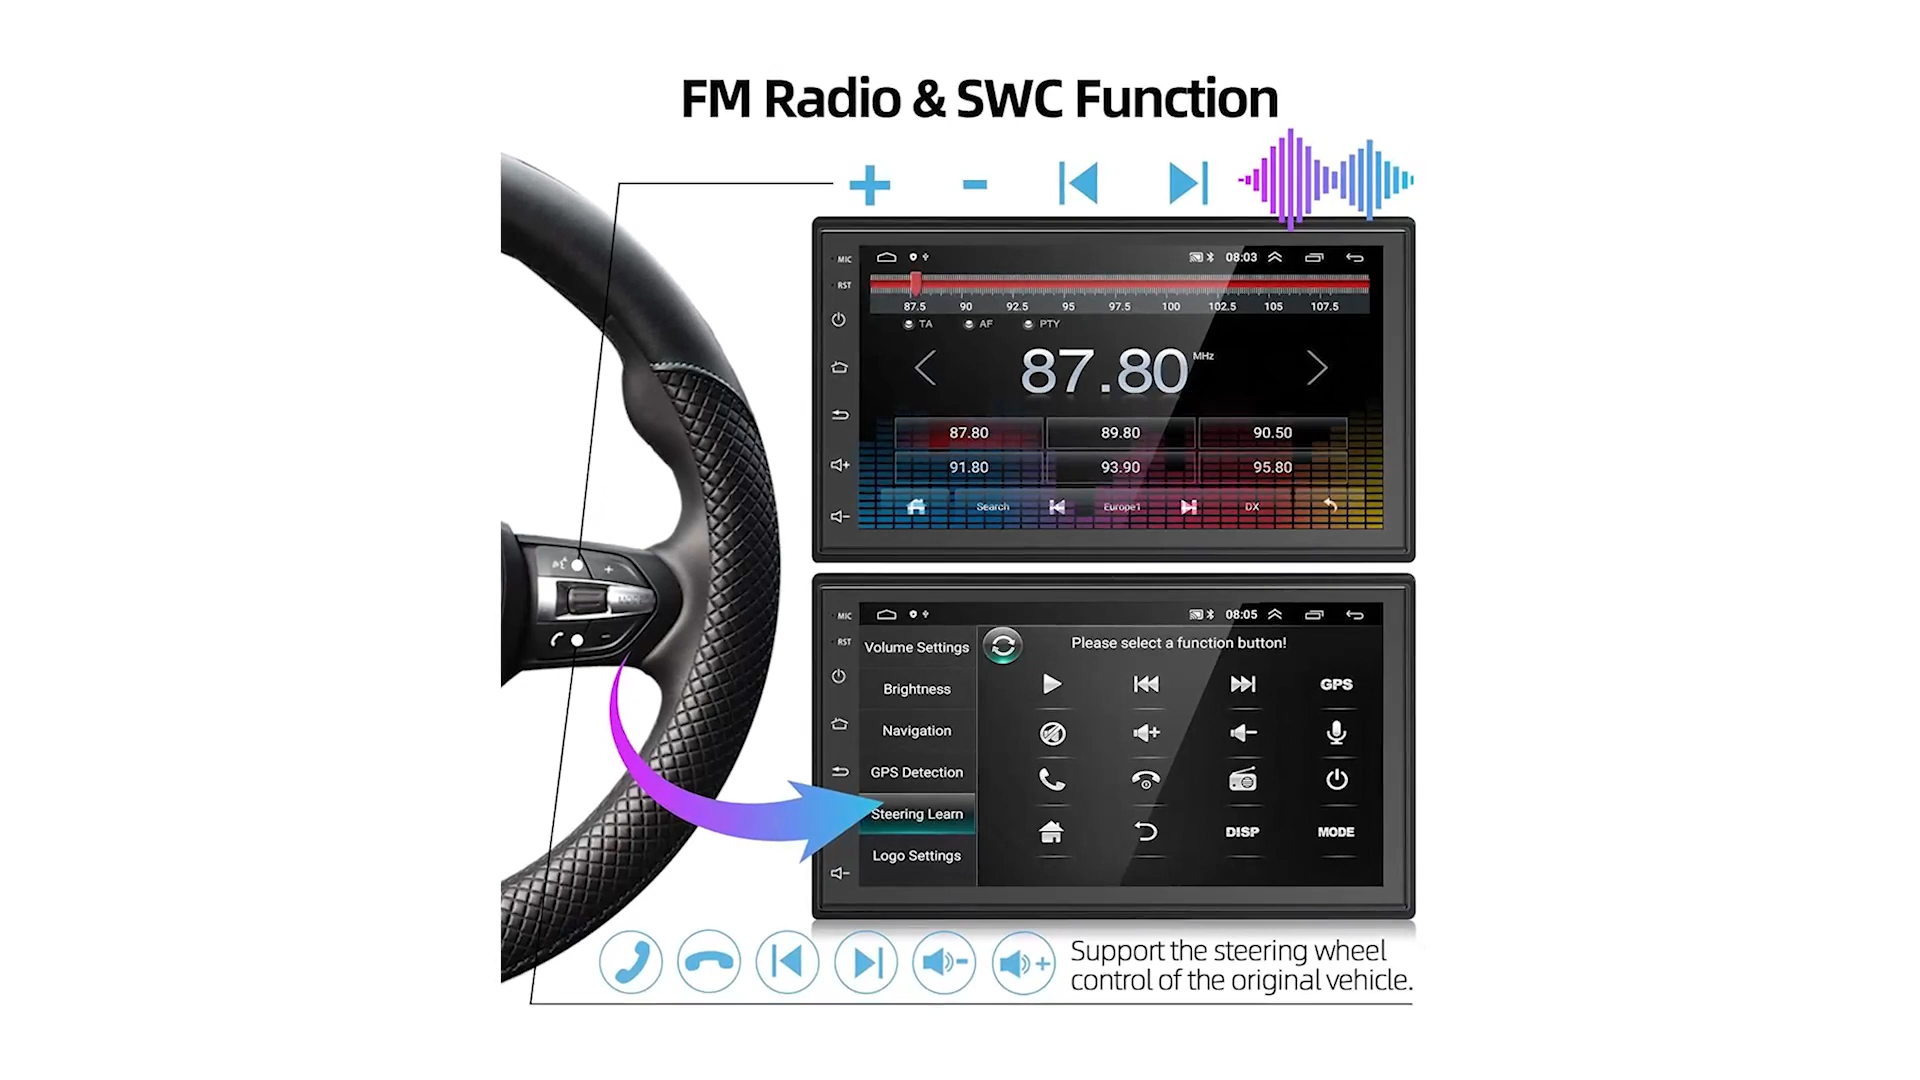 FM Radio & SWC Function
MIC
08:03
RST
87.5 90 92.5 95 97.5 100 102.5 105 107.5
TA AF PTY
87.80 MHz
87.80 89.80 90.50
91.80 93.90 95.80
Search Europe1 DX
MIC
08:05
RST
Volume Settings
Please select a function button!
Brightness
GPS
Navigation
GPS Detection
Steering Learn
DISP MODE
Logo Settings
Support the steering wheel
control of the original vehicle.